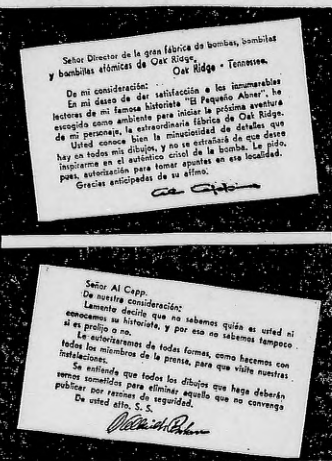 Señor Director de la gran fábrica de bombas, bombitas
y bombillas atómicas de Oak Ridge.
Oak Ridge - Tennessee.
De mi consideración:
En mi deseo de dar satisfacción a los innumerables
lectores de mi famosa historieta "El Pequeño Abner", he
escogido como ambiente para iniciar la próxima aventura
de mi personaje, la extraordinaria fábrica de Oak Ridge.
Usted conoce bien la minuciosidad de detalles que
hay en todos mis dibujos, y no se extrañará de que desee
inspirarme en el auténtico crisol de la bomba. Le pido,
pues, autorización para tomar apuntes en esa localidad.
Gracias anticipadas de su affmo.
Señor Al Capp.
De nuestra consideración:
Lamento decirle que no sabemos quién es usted ni
conocemos su historieta, y por eso no sabemos tampoco
si es prolijo o no.
Le autorizaremos de todas formas, como hacemos con
todos los miembros de la prensa, para que visite nuestras
instalaciones.
Se entiende que todos los dibujos que haga deberán
sernos sometidos para eliminar aquello que no convenga
publicar por razones de seguridad.
De usted atto. S. S.